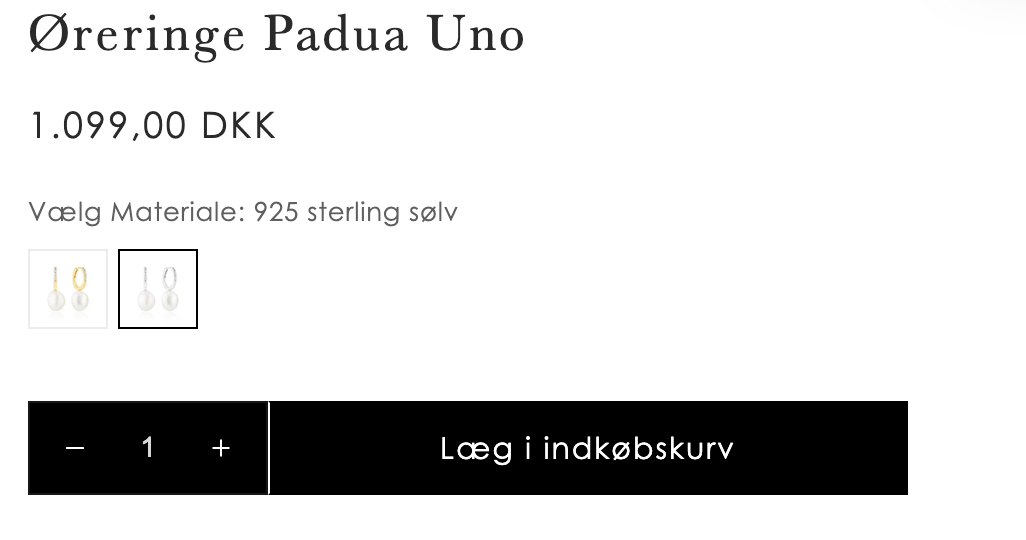 Øreringe Padua Uno
1.099,00 DKK
Vælg Materiale: 925 sterling sølv
− 1 + Læg i indkøbskurv